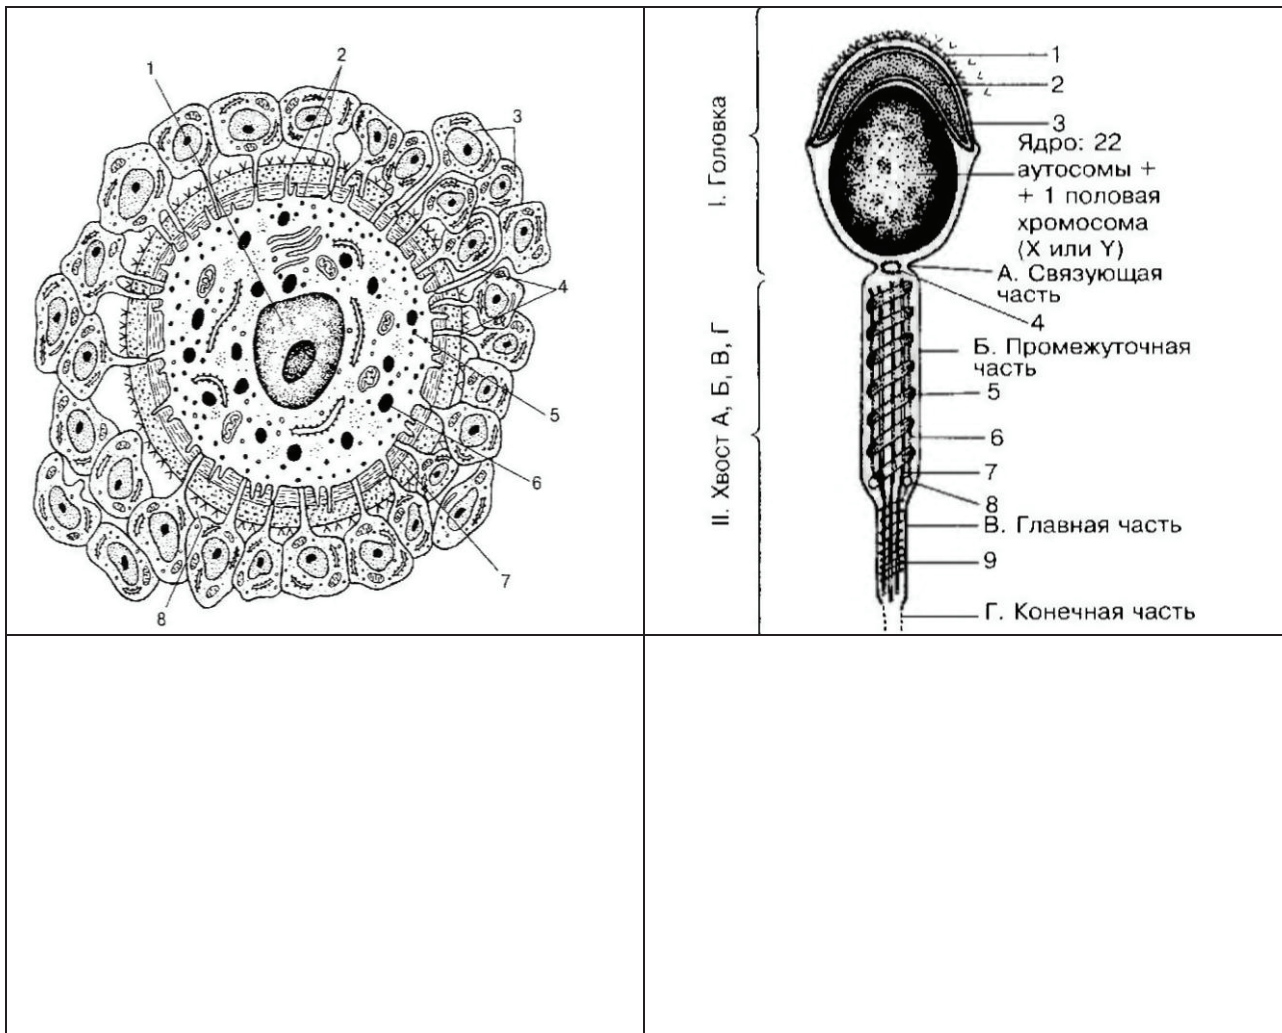 1
2
3
4
5
6
7
8
I. Головка
II. Хвост А, Б, В, Г
1
2
3
Ядро: 22
аутосомы +
+ 1 половая
хромосома
(X или Y)
А. Связующая
часть
4
Б. Промежуточная
часть
5
6
7
8
В. Главная часть
9
Г. Конечная часть